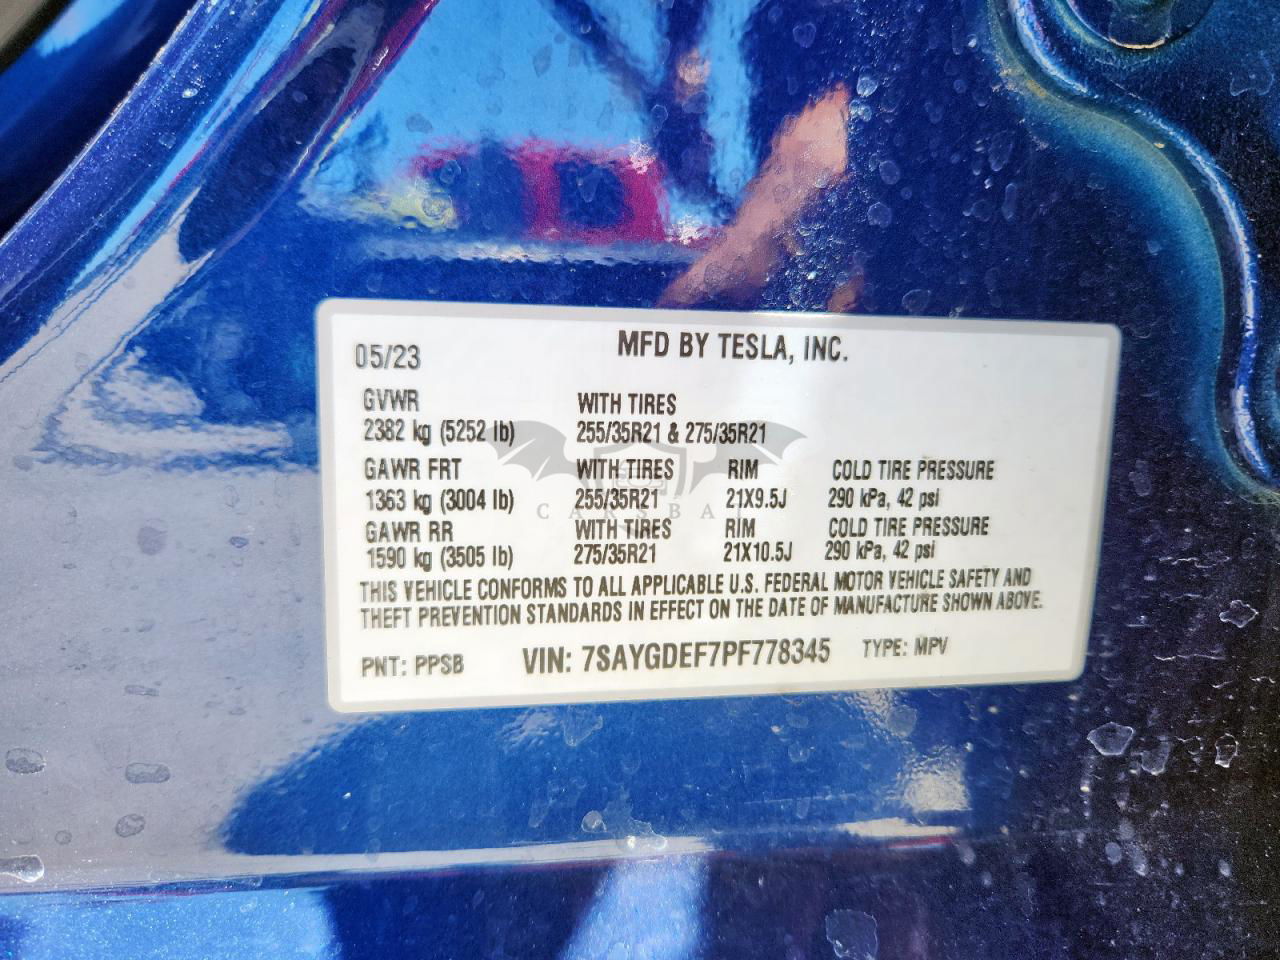 05/23 MFD BY TESLA, INC.
GVWR WITH TIRES
2382 kg (5252 lb) 255/35R21 & 275/35R21
GAWR FRT WITH TIRES RIM COLD TIRE PRESSURE
1363 kg (3004 lb) 255/35R21 21X9.5J 290 kPa, 42 psi
CARSBA
GAWR RR WITH TIRES RIM COLD TIRE PRESSURE
1590 kg (3505 lb) 275/35R21 21X10.5J 290 kPa, 42 psi
THIS VEHICLE CONFORMS TO ALL APPLICABLE U.S. FEDERAL MOTOR VEHICLE SAFETY AND
THEFT PREVENTION STANDARDS IN EFFECT ON THE DATE OF MANUFACTURE SHOWN ABOVE.
PNT: PPSB VIN: 7SAYGDEF7PF778345 TYPE: MPV